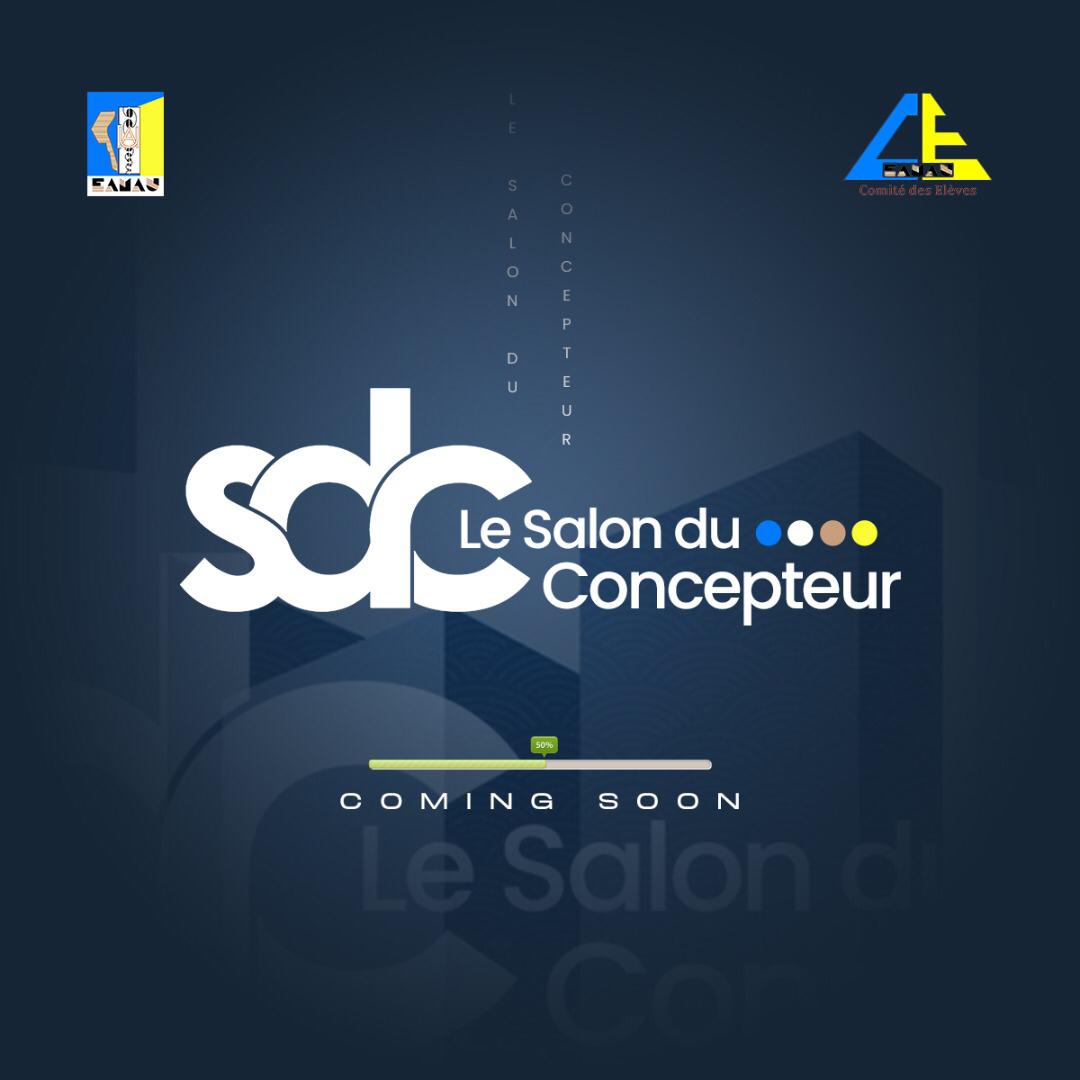 EAMAU
CE
EAMAU
Comité des Elèves
LE SALON DU
CONCEPTEUR
sdc
Le Salon du
Concepteur
50%
COMING SOON
Le Salon du
Con